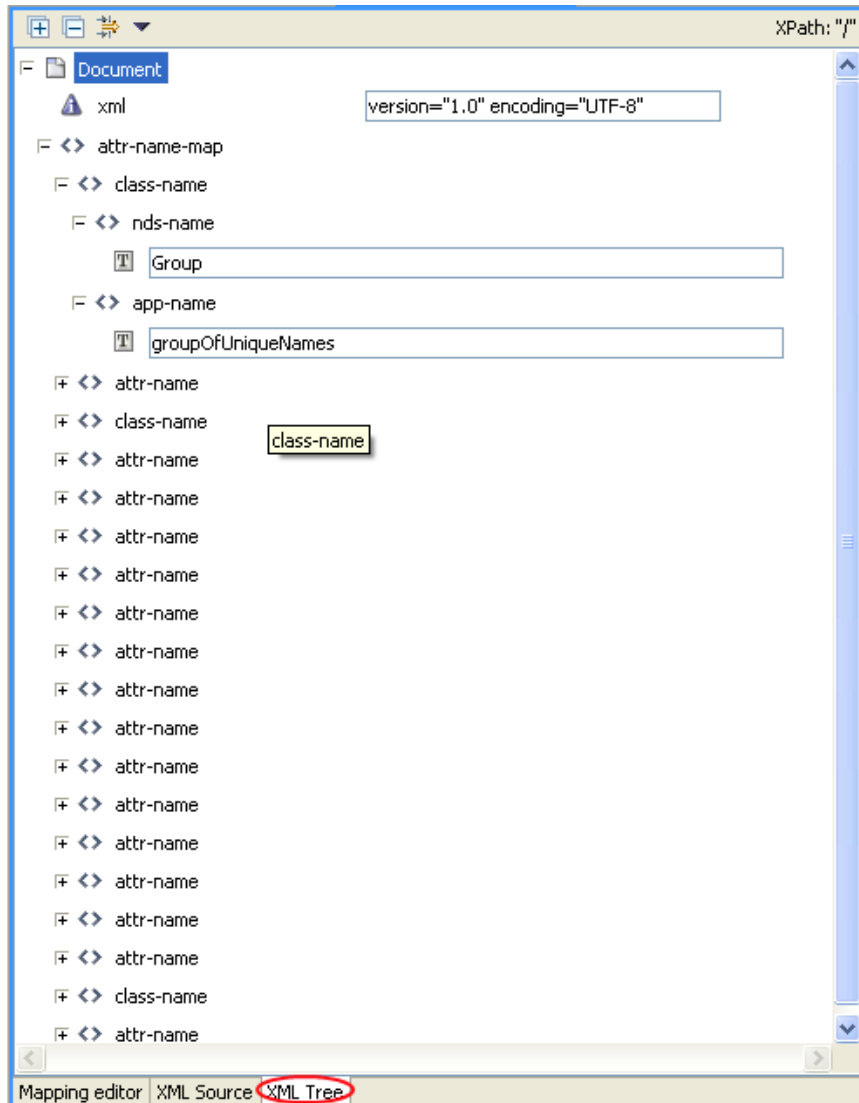 XPath: "/"
Document
xml version="1.0" encoding="UTF-8"
attr-name-map
class-name
nds-name
Group
app-name
groupOfUniqueNames
attr-name
class-name
class-name
attr-name
attr-name
attr-name
attr-name
attr-name
attr-name
attr-name
attr-name
attr-name
attr-name
attr-name
attr-name
attr-name
attr-name
class-name
attr-name
Mapping editor XML Source XML Tree